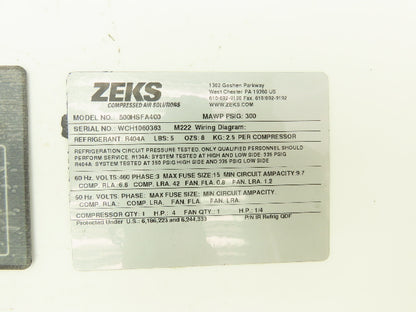 ZEKS
COMPRESSED AIR SOLUTIONS
1302 Goshen Parkway
West Chester PA 19380 US
610-692-9100 Fax. 610-692-9192
WWW.ZEKS.COM
MODEL NO. 500HSFA400 MAWP PSIG: 300
SERIAL NO. WCH1060363 M222 Wiring Diagram:
REFRIGERANT: R404A LBS: 5 OZS: 8 KG: 2.5 PER COMPRESSOR
REFRIGERATION CIRCUIT PRESSURE TESTED. ONLY QUALIFIED PERSONNEL SHOULD
PERFORM SERVICE. R134A: SYSTEM TESTED AT HIGH AND LOW SIDE: 235 PSIG
R404A: SYSTEM TESTED AT 350 PSIG HIGH SIDE AND 335 PSIG LOW SIDE.
60 Hz. VOLTS: 460 PHASE 3 MAX FUSE SIZE: 15 MIN CIRCUIT AMPACITY 9.7
COMP. RLA.: 6.6 COMP. LRA. 42 FAN FLA. 0.8 FAN LRA. 1.2
50 Hz. VOLTS: PHASE: MAX FUSE SIZE: MIN CIRCUIT AMPACITY:
COMP. RLA.: COMP. LRA. FAN FLA. FAN LRA:
COMPRESSOR QTY: 1 H.P.: 4 FAN QTY: 1 H.P.: 1/4
Protected Under U.S.: 6,186,223 and 6,244,333 P/N IR Refrig QDF